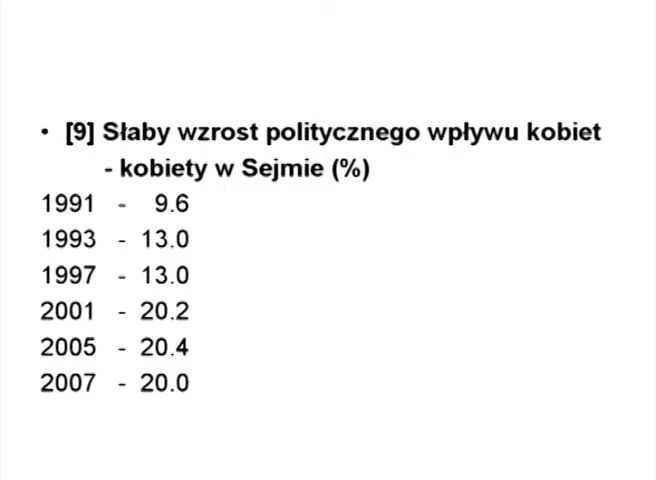 • [9] Słaby wzrost politycznego wpływu kobiet
- kobiety w Sejmie (%)
1991 - 9.6
1993 - 13.0
1997 - 13.0
2001 - 20.2
2005 - 20.4
2007 - 20.0